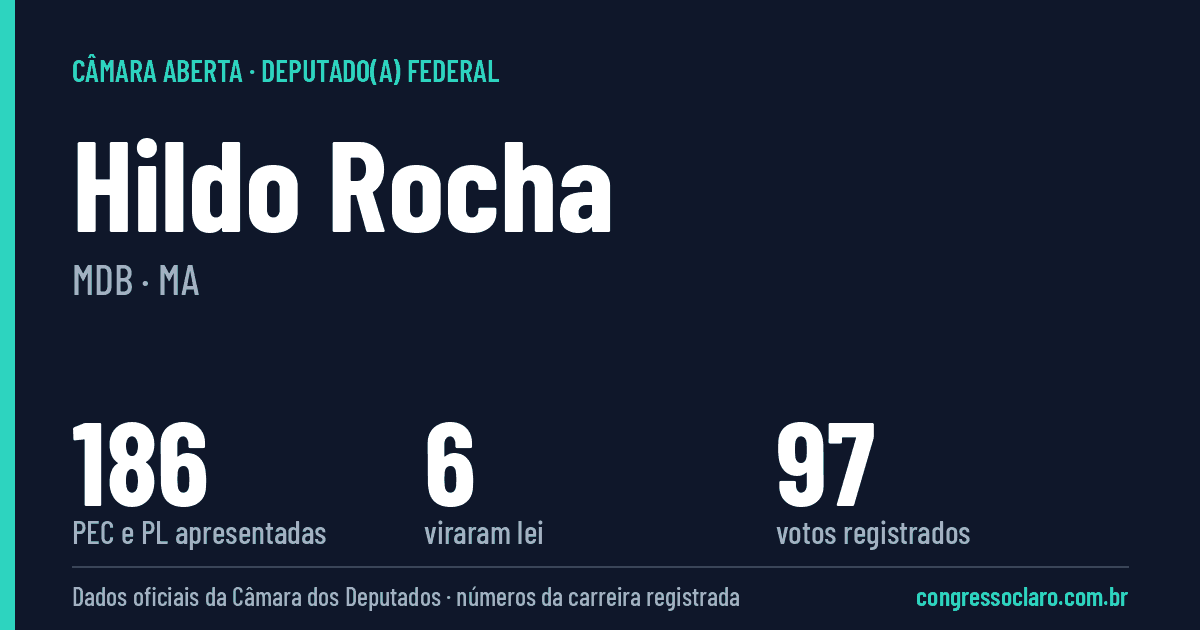 CÂMARA ABERTA · DEPUTADO(A) FEDERAL
Hildo Rocha
MDB · MA
186 6 97
PEC e PL apresentadas viraram lei votos registrados
Dados oficiais da Câmara dos Deputados · números da carreira registrada congressoclaro.com.br